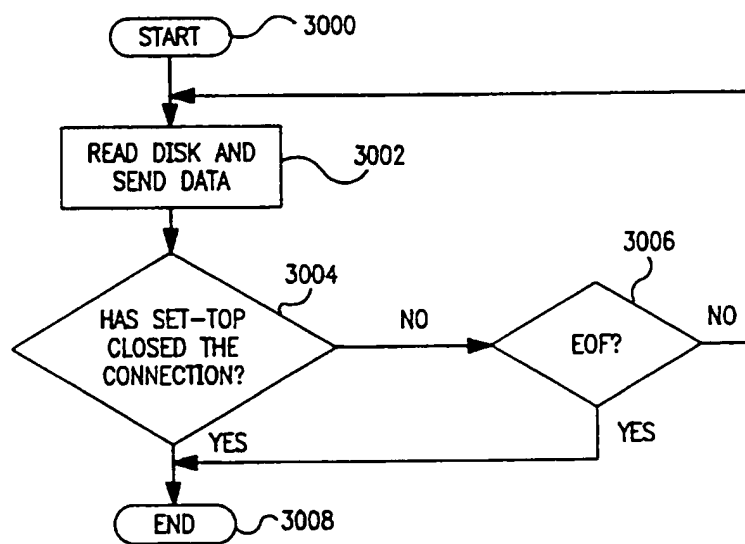 START
3000
READ DISK AND
SEND DATA
3002
HAS SET-TOP
CLOSED THE
CONNECTION?
3004
NO
EOF?
3006
NO
YES
YES
END
3008